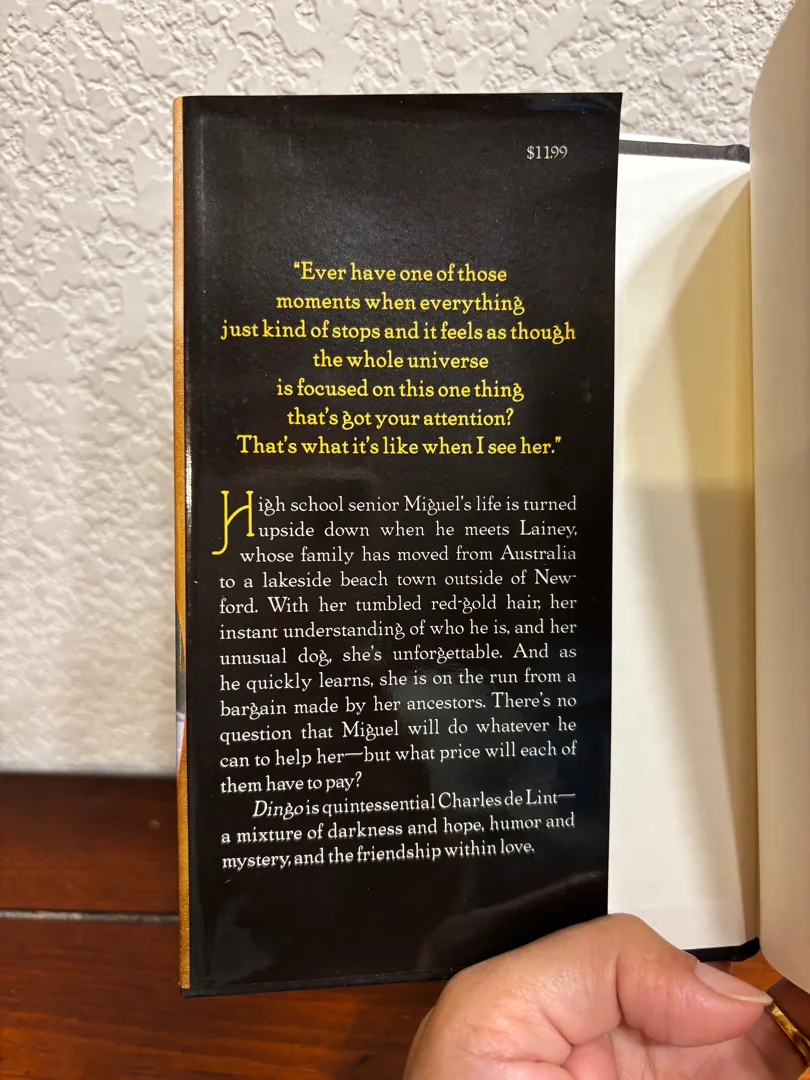 $11.99
"Ever have one of those
moments when everything
just kind of stops and it feels as though
the whole universe
is focused on this one thing
that's got your attention?
That's what it's like when I see her."
High school senior Miguel's life is turned
upside down when he meets Lainey,
whose family has moved from Australia
to a lakeside beach town outside of New-
ford. With her tumbled red-gold hair, her
instant understanding of who he is, and her
unusual dog, she's unforgettable. And as
he quickly learns, she is on the run from a
bargain made by her ancestors. There's no
question that Miguel will do whatever he
can to help her—but what price will each of
them have to pay?
Dingo is quintessential Charles de Lint—
a mixture of darkness and hope, humor and
mystery, and the friendship within love.